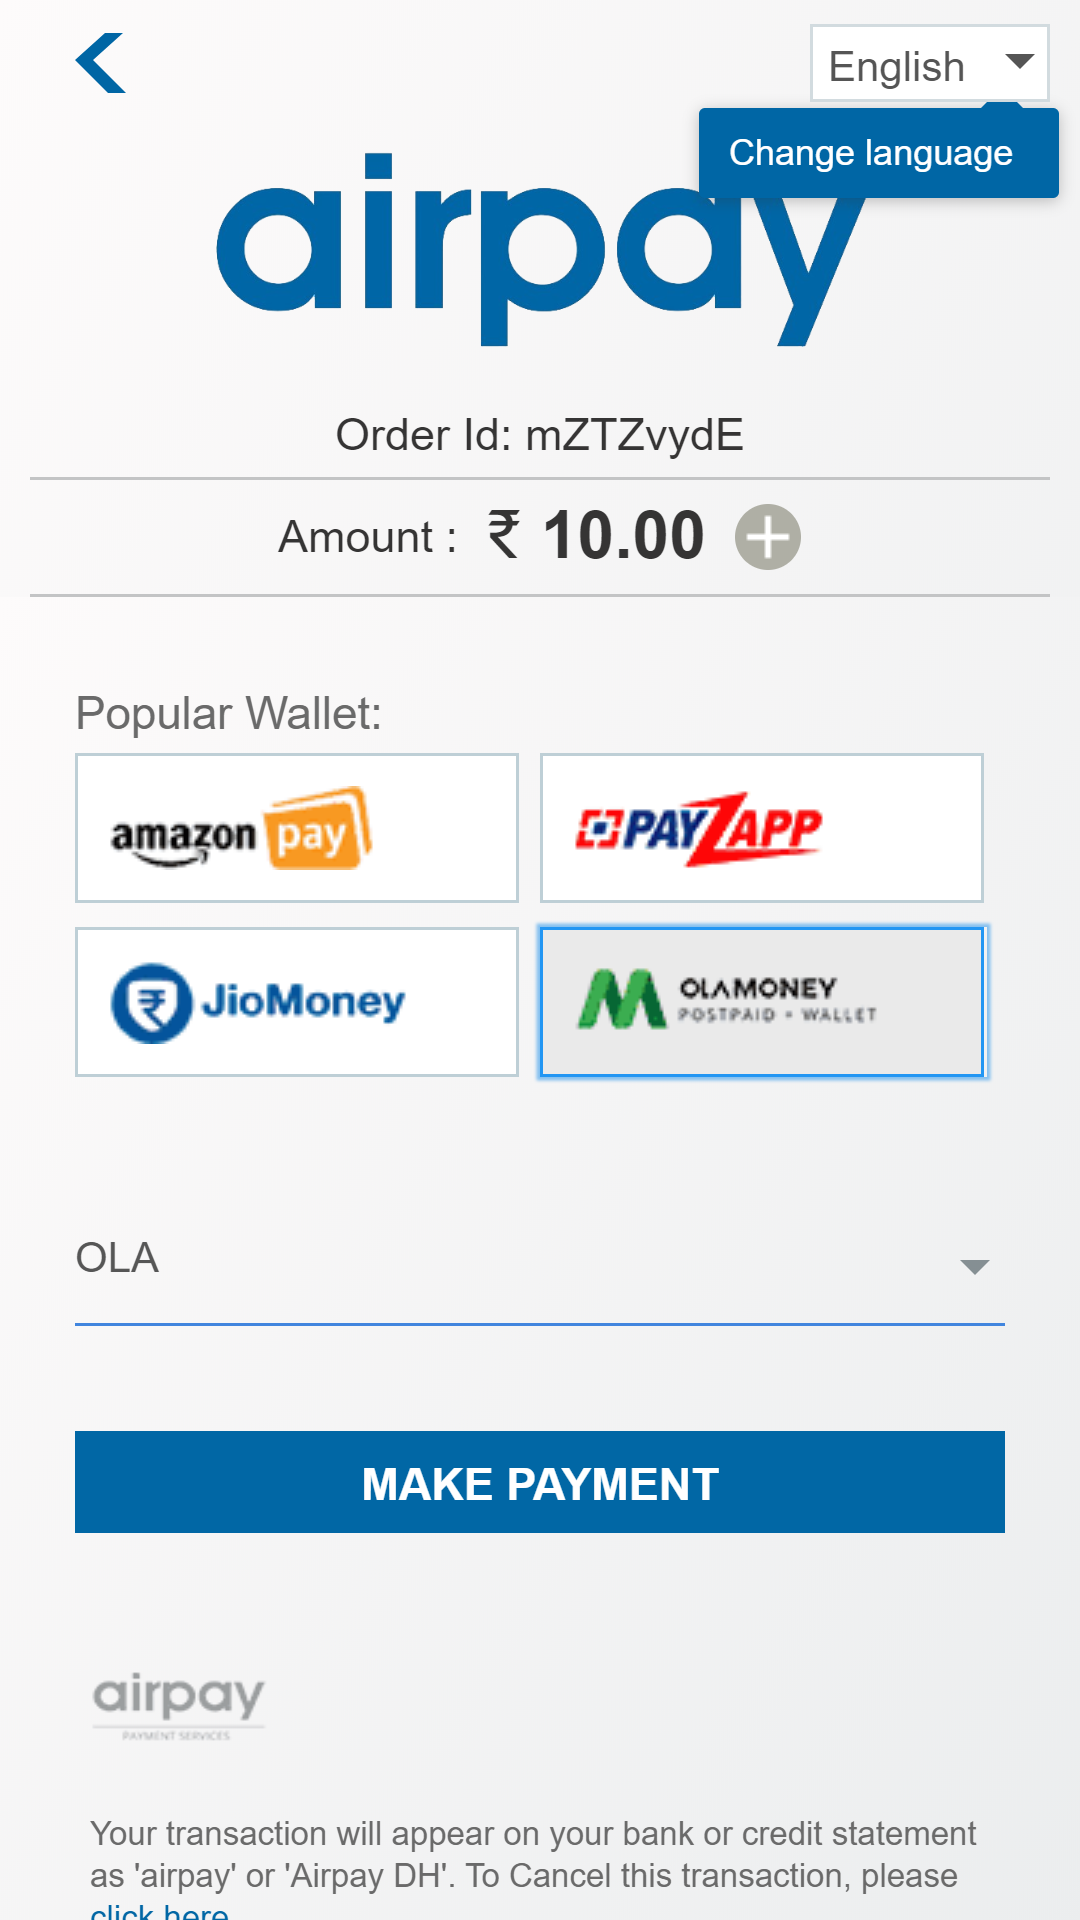 English
Change language
airpay
Order Id: mZTZvydE
Amount : ₹ 10.00
Popular Wallet:
amazon pay
PAYZAPP
JioMoney
OLAMONEY
POSTPAID • WALLET
OLA
MAKE PAYMENT
airpay
PAYMENT SERVICES
Your transaction will appear on your bank or credit statement
as 'airpay' or 'Airpay DH'. To Cancel this transaction, please
click here